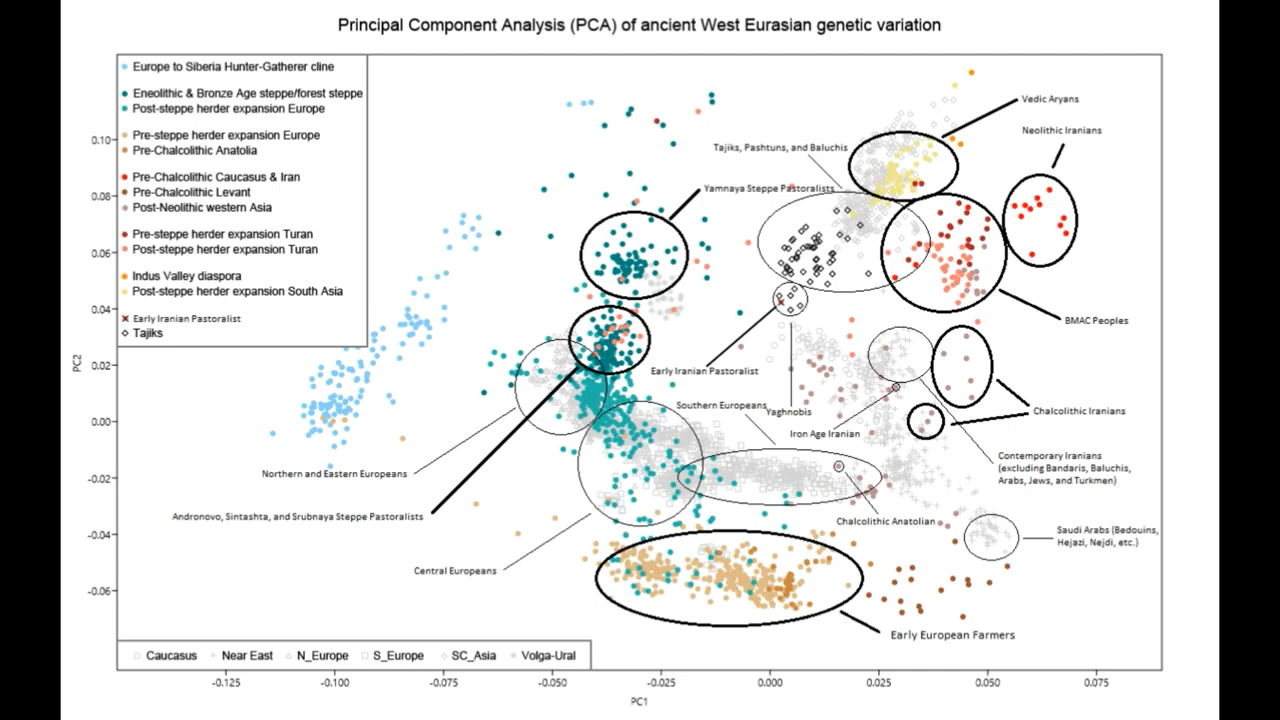 Principal Component Analysis (PCA) of ancient West Eurasian genetic variation
Europe to Siberia Hunter-Gatherer cline
Eneolithic & Bronze Age steppe/forest steppe
Post-steppe herder expansion Europe
Pre-steppe herder expansion Europe
Pre-Chalcolithic Anatolia
Pre-Chalcolithic Caucasus & Iran
Pre-Chalcolithic Levant
Post-Neolithic western Asia
Pre-steppe herder expansion Turan
Post-steppe herder expansion Turan
Indus Valley diaspora
Post-steppe herder expansion South Asia
Early Iranian Pastoralist
Tajiks
Vedic Aryans
Neolithic Iranians
Tajiks, Pashtuns, and Baluchis
Yamnaya Steppe Pastoralists
BMAC Peoples
Early Iranian Pastoralist
Southern Europeans
Yaghnobis
Iron Age Iranian
Chalcolithic Iranians
Contemporary Iranians
(excluding Bandaris, Baluchis,
Arabs, Jews, and Turkmen)
Northern and Eastern Europeans
Andronovo, Sintashta, and Srubnaya Steppe Pastoralists
Chalcolithic Anatolian
Saudi Arabs (Bedouins,
Hejazi, Nejdi, etc.)
Central Europeans
Early European Farmers
PC2
0.10
0.08
0.06
0.04
0.02
0.00
-0.02
-0.04
-0.06
Caucasus Near East N_Europe S_Europe SC_Asia Volga-Ural
-0.125 -0.100 -0.075 -0.050 -0.025 0.000 0.025 0.050 0.075
PC1